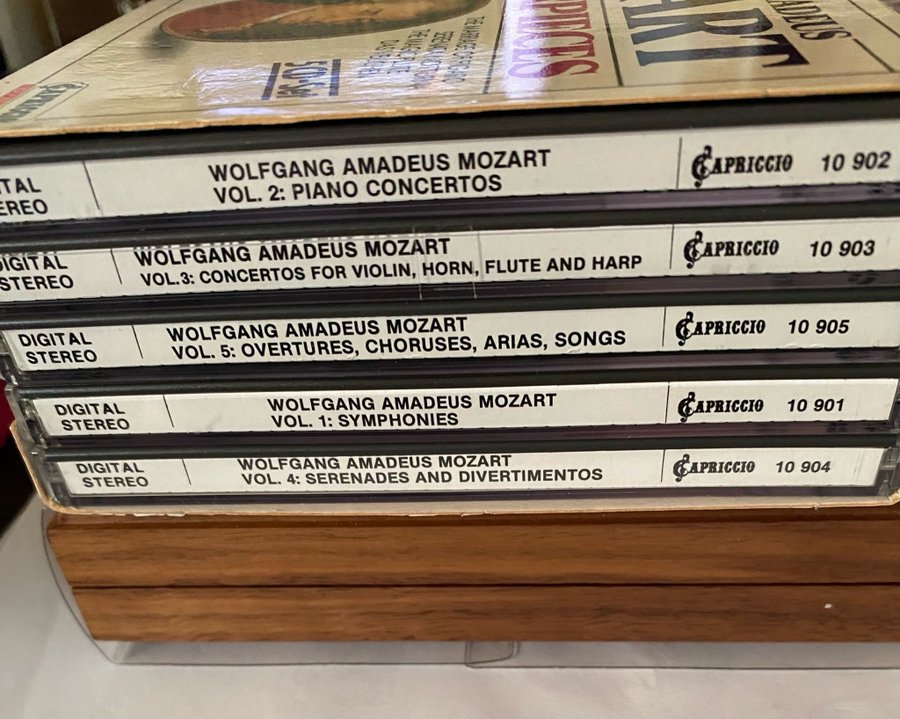 5 CD-Set
WOLFGANG AMADEUS MOZART
VOL. 2: PIANO CONCERTOS
CAPRICCIO 10 902
DIGITAL
STEREO
WOLFGANG AMADEUS MOZART
VOL.3: CONCERTOS FOR VIOLIN, HORN, FLUTE AND HARP
CAPRICCIO 10 903
DIGITAL
STEREO
WOLFGANG AMADEUS MOZART
VOL. 5: OVERTURES, CHORUSES, ARIAS, SONGS
CAPRICCIO 10 905
DIGITAL
STEREO
WOLFGANG AMADEUS MOZART
VOL. 1: SYMPHONIES
CAPRICCIO 10 901
DIGITAL
STEREO
WOLFGANG AMADEUS MOZART
VOL. 4: SERENADES AND DIVERTIMENTOS
CAPRICCIO 10 904